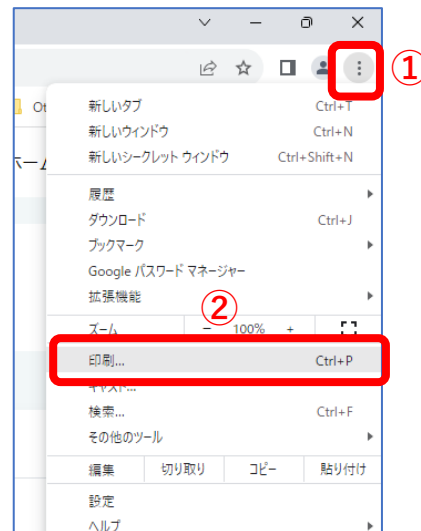 ①
Ot
ホーム
新しいタブ Ctrl+T
新しいウィンドウ Ctrl+N
新しいシークレット ウィンドウ Ctrl+Shift+N
履歴
ダウンロード Ctrl+J
ブックマーク
Google パスワード マネージャー
拡張機能
②
ズーム − 100% +
印刷... Ctrl+P
キャスト...
検索... Ctrl+F
その他のツール
編集 切り取り コピー 貼り付け
設定
ヘルプ